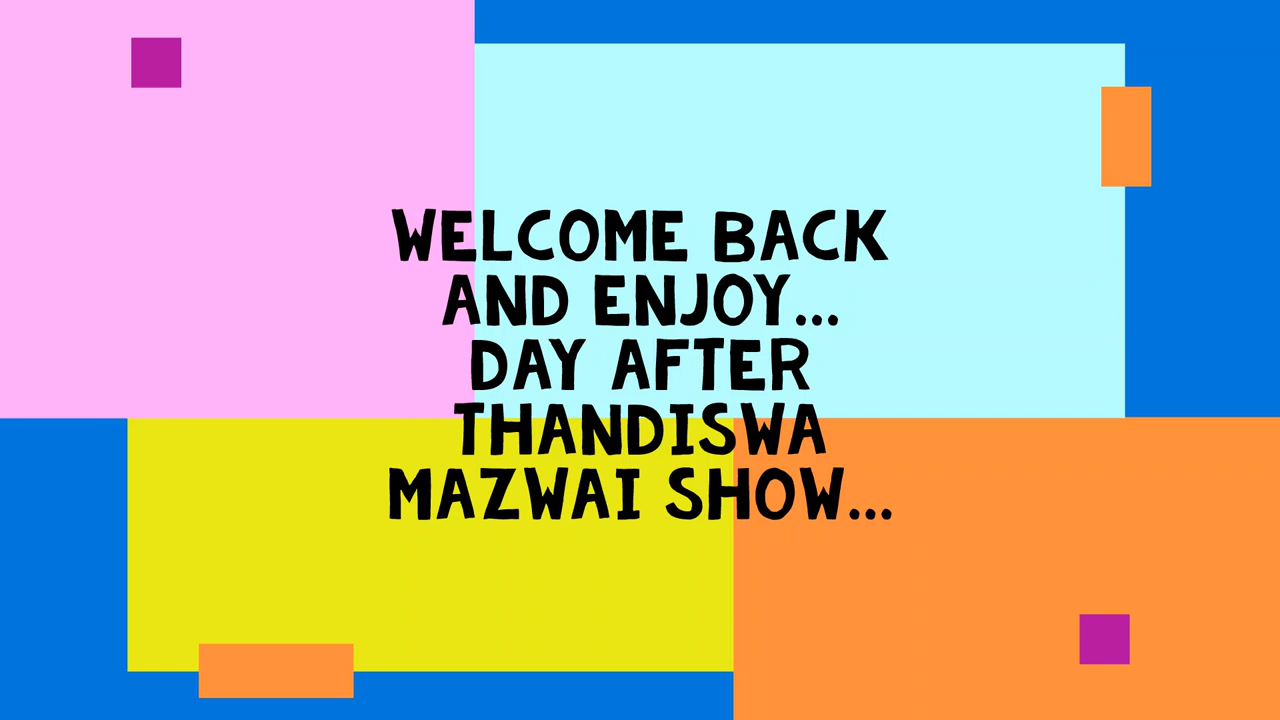 WELCOME BACK
AND ENJOY...
DAY AFTER
THANDISWA
MAZWAI SHOW...